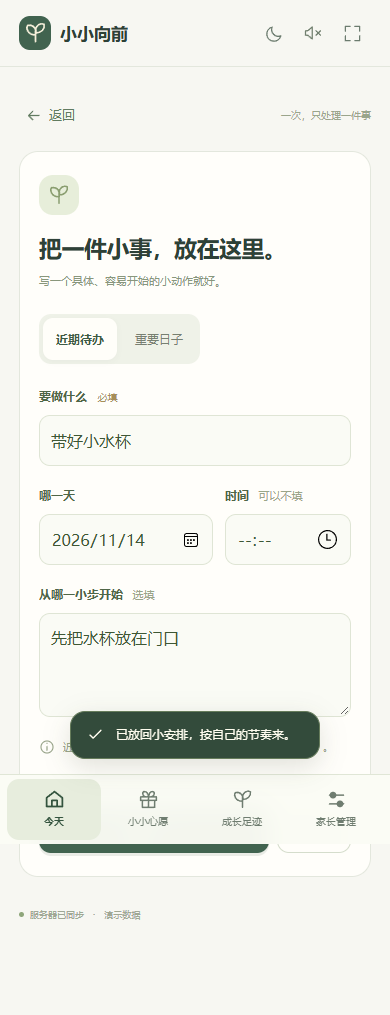 小小向前
返回
一次，只处理一件事
把一件小事，放在这里。
写一个具体、容易开始的小动作就好。
近期待办 重要日子
要做什么 必填
带好小水杯
哪一天 时间 可以不填
2026/11/14 --:--
从哪一小步开始 选填
先把水杯放在门口
已放回小安排，按自己的节奏来。
近
今天 小小心愿 成长足迹 家长管理
服务器已同步 · 演示数据